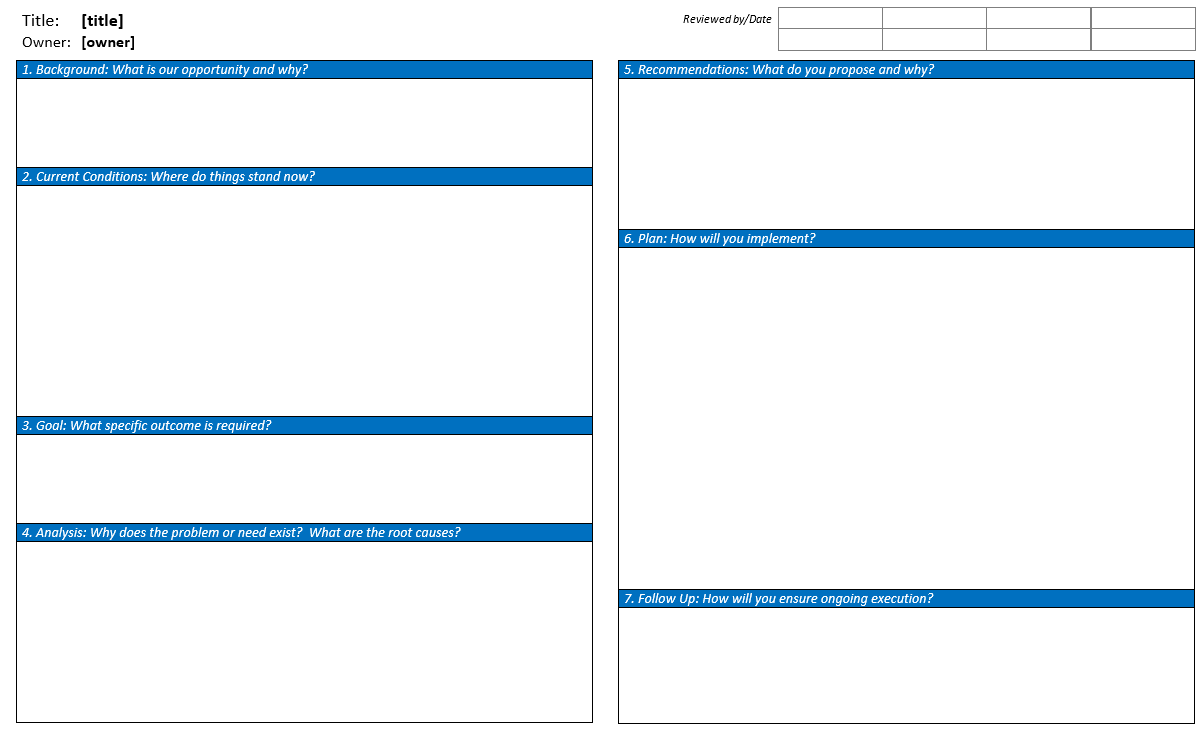 Title: [title]
Owner: [owner]
Reviewed by/Date
1. Background: What is our opportunity and why?
2. Current Conditions: Where do things stand now?
3. Goal: What specific outcome is required?
4. Analysis: Why does the problem or need exist?  What are the root causes?
5. Recommendations: What do you propose and why?
6. Plan: How will you implement?
7. Follow Up: How will you ensure ongoing execution?